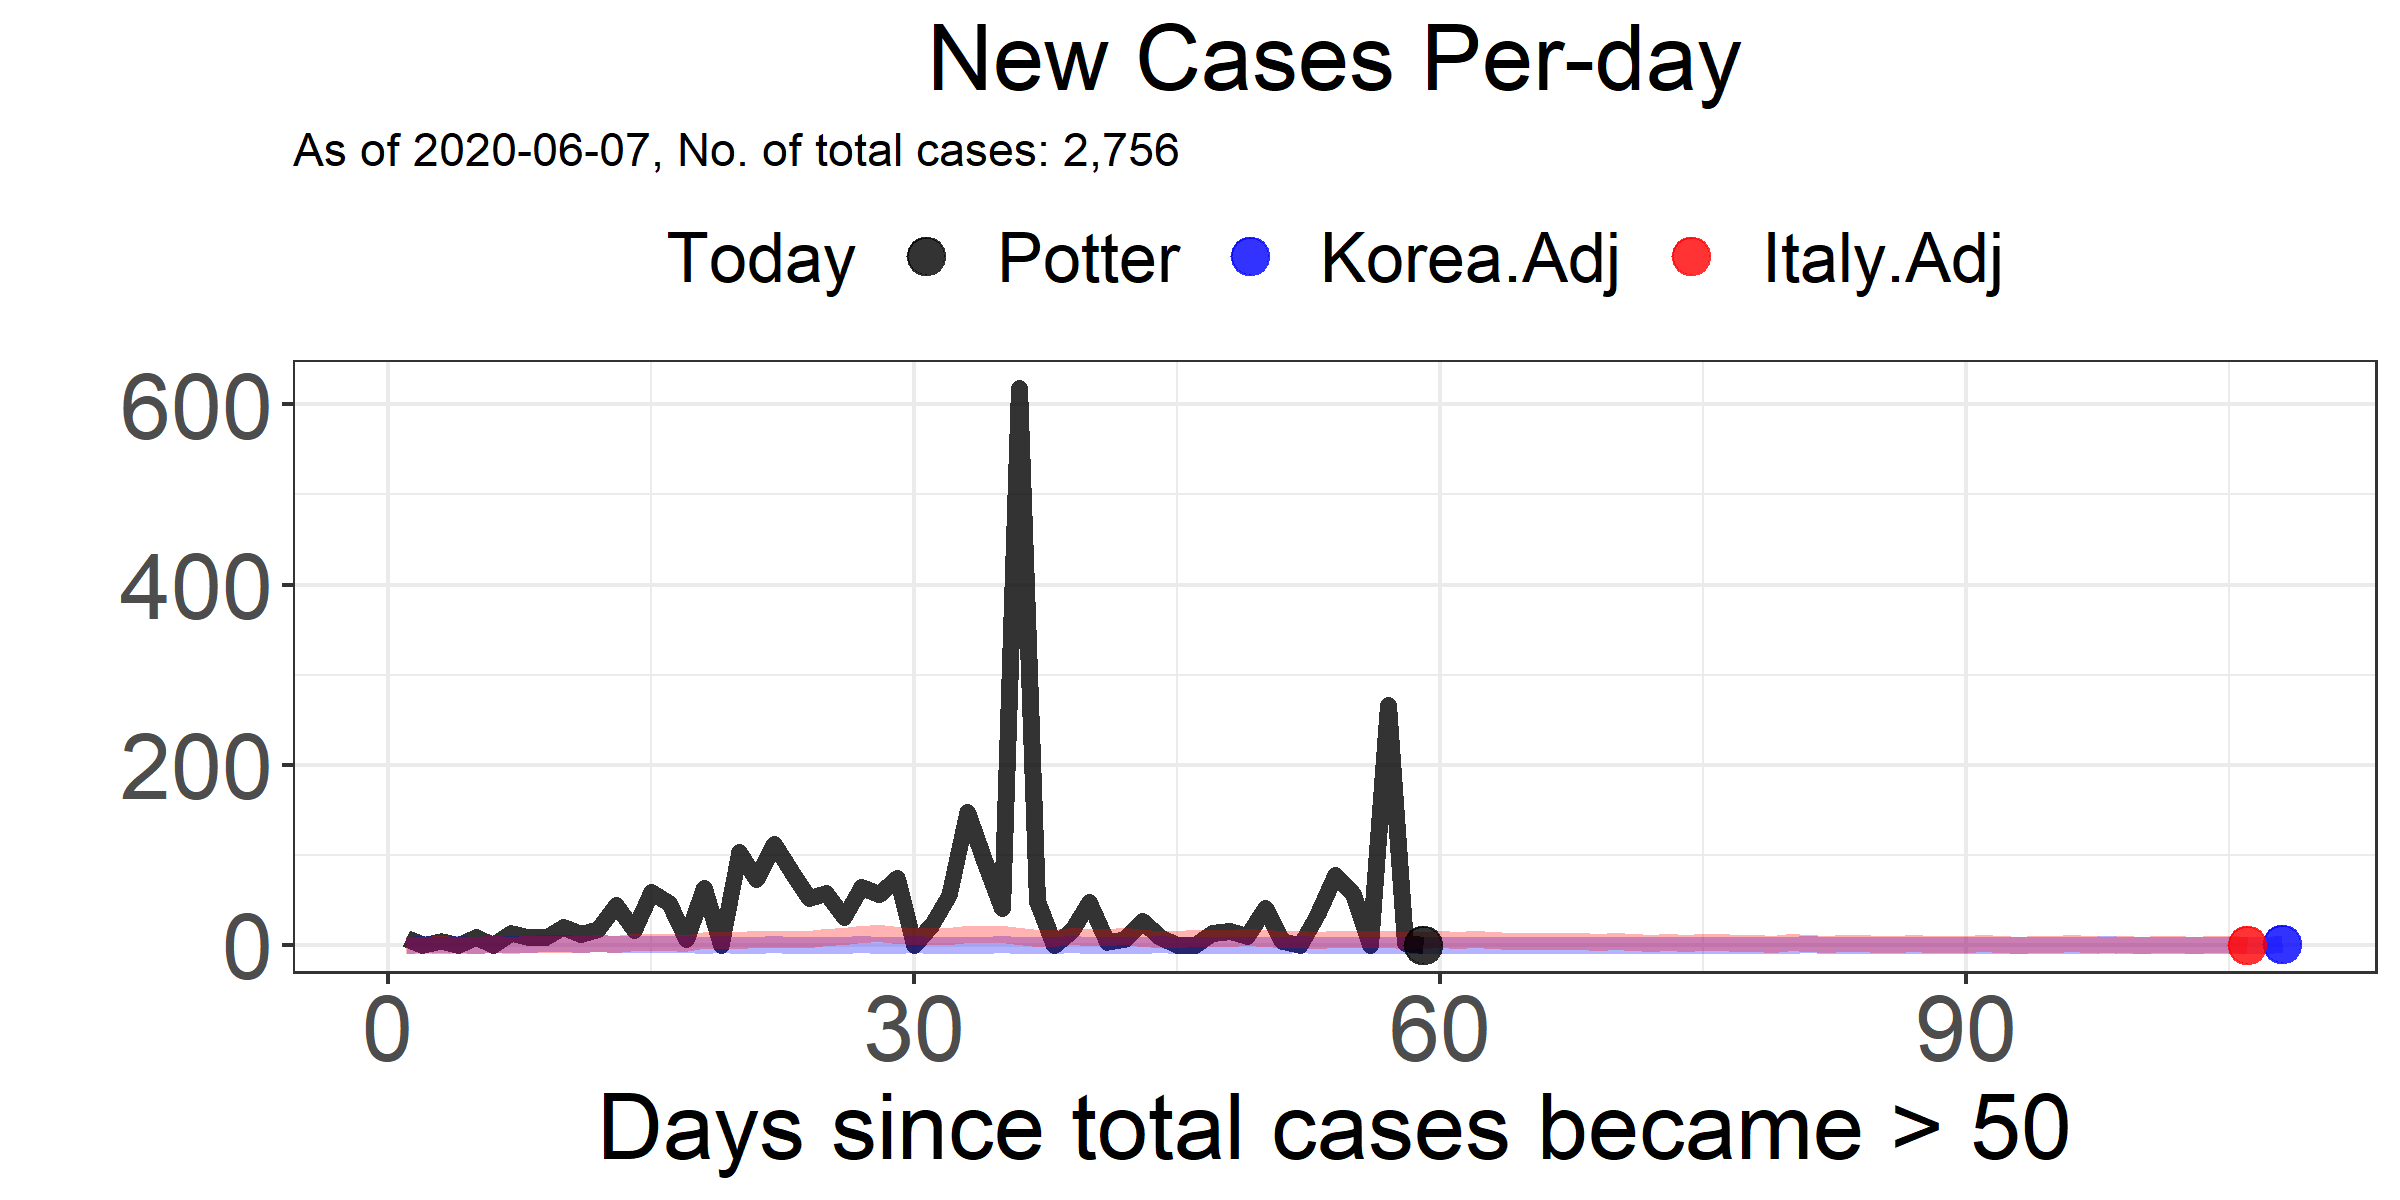 New Cases Per-day
As of 2020-06-07, No. of total cases: 2,756
Today Potter Korea.Adj Italy.Adj
600
400
200
0
0 30 60 90
Days since total cases became > 50